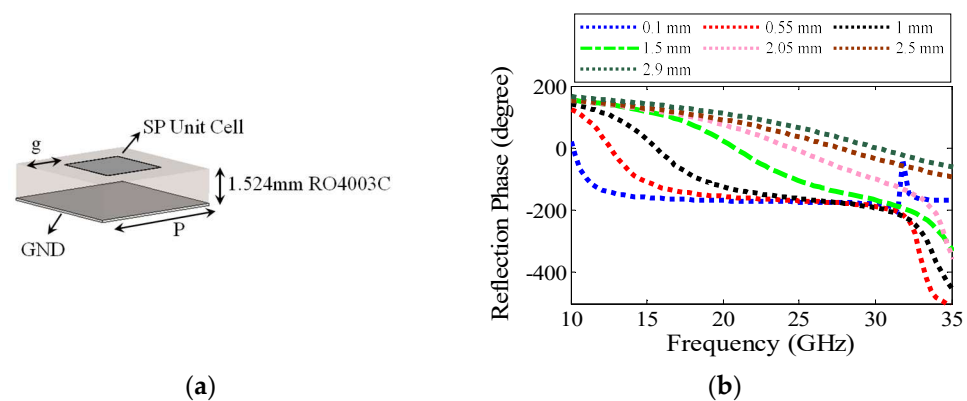 SP Unit Cell
g
1.524mm RO4003C
P
GND
(a)
0.1 mm 0.55 mm 1 mm
1.5 mm 2.05 mm 2.5 mm
2.9 mm
Reflection Phase (degree)
200
0
-200
-400
10 15 20 25 30 35
Frequency (GHz)
(b)